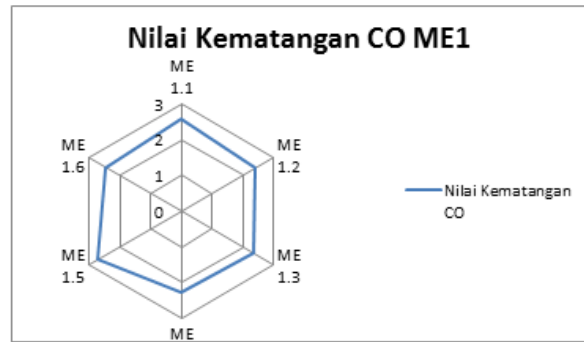 Nilai Kematangan CO ME1
ME
1.1
3
ME
1.6
2
ME
1.2
1
0
Nilai Kematangan
CO
ME
1.5
ME
1.3
ME